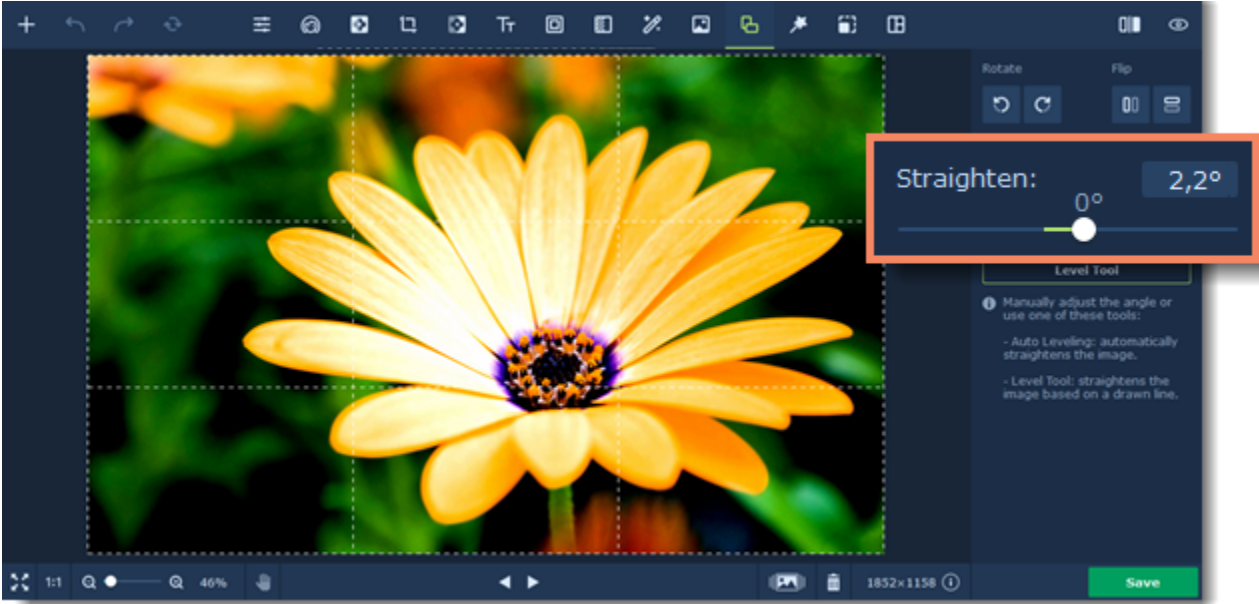 Tт
Rotate
Flip
Straighten:
2,2°
0°
Level Tool
Manually adjust the angle or
use one of these tools:
- Auto Leveling: automatically
straightens the image.
- Level Tool: straightens the
image based on a drawn line.
1:1
46%
1852×1158
Save